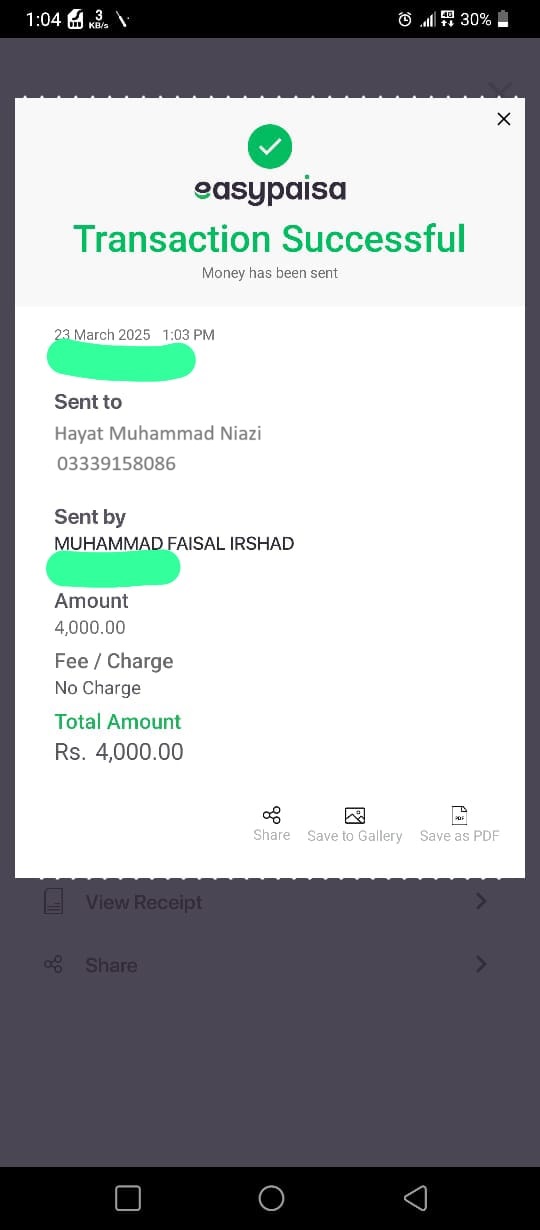 1:04 3 KB/s 4G 30%
easypaisa
Transaction Successful
Money has been sent
23 March 2025 1:03 PM
Sent to
Hayat Muhammad Niazi
03339158086
Sent by
MUHAMMAD FAISAL IRSHAD
Amount
4,000.00
Fee / Charge
No Charge
Total Amount
Rs. 4,000.00
Share Save to Gallery PDF Save as PDF
View Receipt
Share